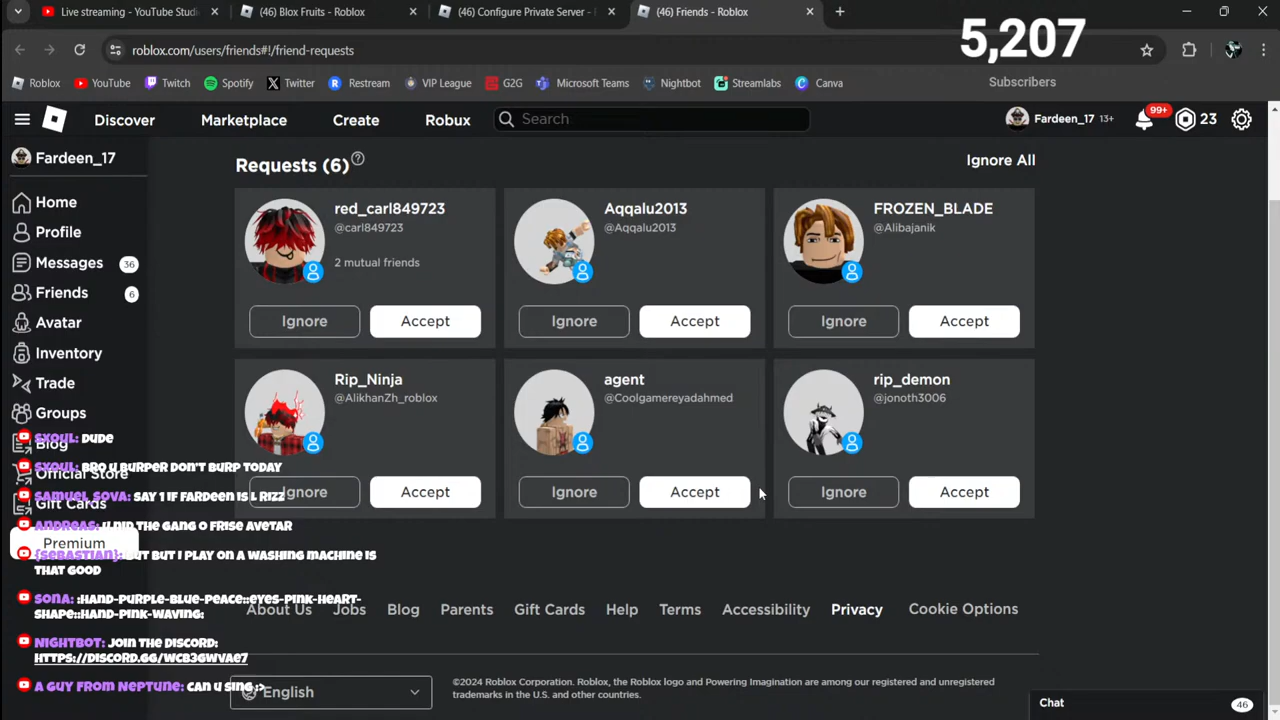 Live streaming - YouTube Studi
(46) Blox Fruits - Roblox
(46) Configure Private Server -
(46) Friends - Roblox
5,207
Subscribers
roblox.com/users/friends#!/friend-requests
Roblox
YouTube
Twitch
Spotify
Twitter
Restream
VIP League
G2G
Microsoft Teams
Nightbot
Streamlabs
Canva
Discover
Marketplace
Create
Robux
Search
Fardeen_17 13+
99+
23
Fardeen_17
Home
Profile
Messages 36
Friends 6
Avatar
Inventory
Trade
Groups
Blog
Official Store
Gift Cards
Premium
Requests (6)
Ignore All
red_carl849723
@carl849723
2 mutual friends
Ignore
Accept
Aqqalu2013
@Aqqalu2013
Ignore
Accept
FROZEN_BLADE
@Alibajanik
Ignore
Accept
Rip_Ninja
@AlikhanZh_roblox
Ignore
Accept
agent
@Coolgamereyadahmed
Ignore
Accept
rip_demon
@jonoth3006
Ignore
Accept
SXOUL: DUDE
SXOUL: BRO U BURPER DON'T BURP TODAY
SAMUEL SOVA: SAY 1 IF FARDEEN IS L RIZZ
ANDREAS: U DID THE GANG O FRISE AVETAR
{SEBASTIAN}: BUT BUT I PLAY ON A WASHING MACHINE IS
THAT GOOD
SONA: :HAND-PURPLE-BLUE-PEACE::EYES-PINK-HEART-
SHAPE::HAND-PINK-WAVING:
NIGHTBOT: JOIN THE DISCORD:
HTTPS://DISCORD.GG/WCB3GWVAE7
A GUY FROM NEPTUNE: CAN U SING :>
About Us
Jobs
Blog
Parents
Gift Cards
Help
Terms
Accessibility
Privacy
Cookie Options
English
©2024 Roblox Corporation. Roblox, the Roblox logo and Powering Imagination are among our registered and unregistered
trademarks in the U.S. and other countries.
Chat 46